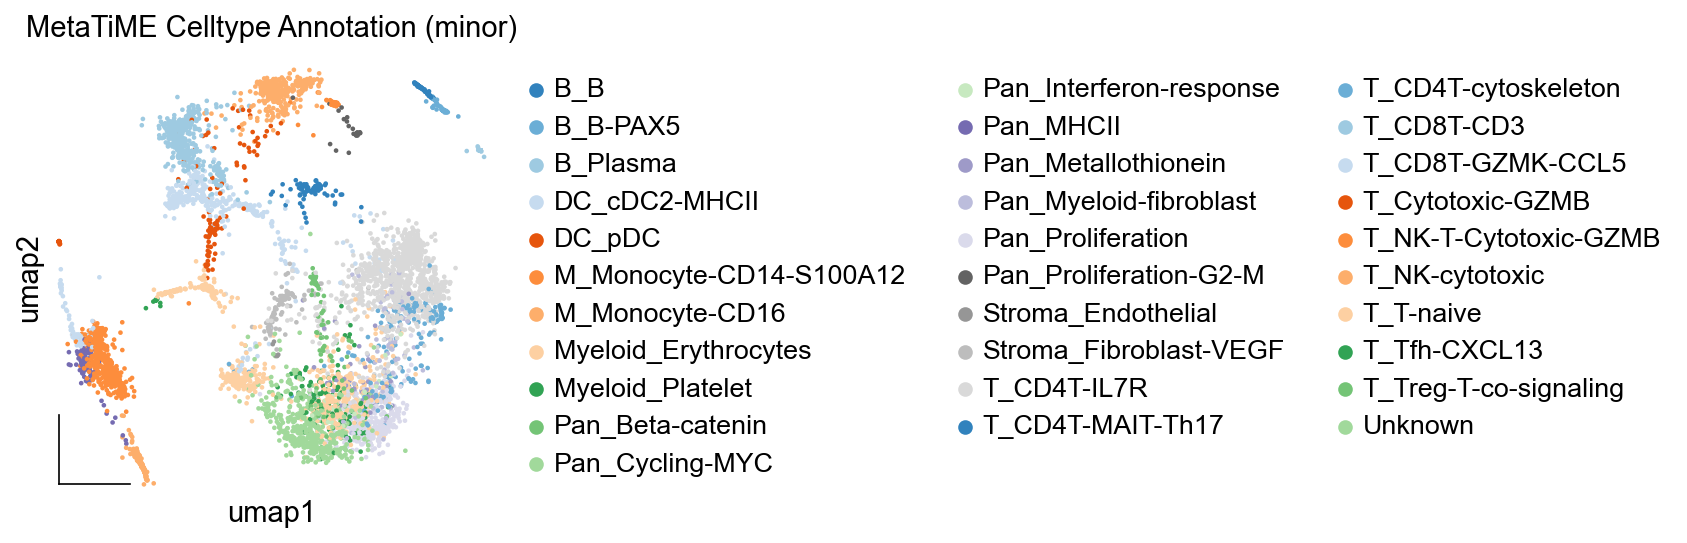 MetaTiME Celltype Annotation (minor)
B_B
B_B-PAX5
B_Plasma
DC_cDC2-MHCII
DC_pDC
M_Monocyte-CD14-S100A12
M_Monocyte-CD16
Myeloid_Erythrocytes
Myeloid_Platelet
Pan_Beta-catenin
Pan_Cycling-MYC
Pan_Interferon-response
Pan_MHCII
Pan_Metallothionein
Pan_Myeloid-fibroblast
Pan_Proliferation
Pan_Proliferation-G2-M
Stroma_Endothelial
Stroma_Fibroblast-VEGF
T_CD4T-IL7R
T_CD4T-MAIT-Th17
T_CD4T-cytoskeleton
T_CD8T-CD3
T_CD8T-GZMK-CCL5
T_Cytotoxic-GZMB
T_NK-T-Cytotoxic-GZMB
T_NK-cytotoxic
T_T-naive
T_Tfh-CXCL13
T_Treg-T-co-signaling
Unknown
umap2
umap1